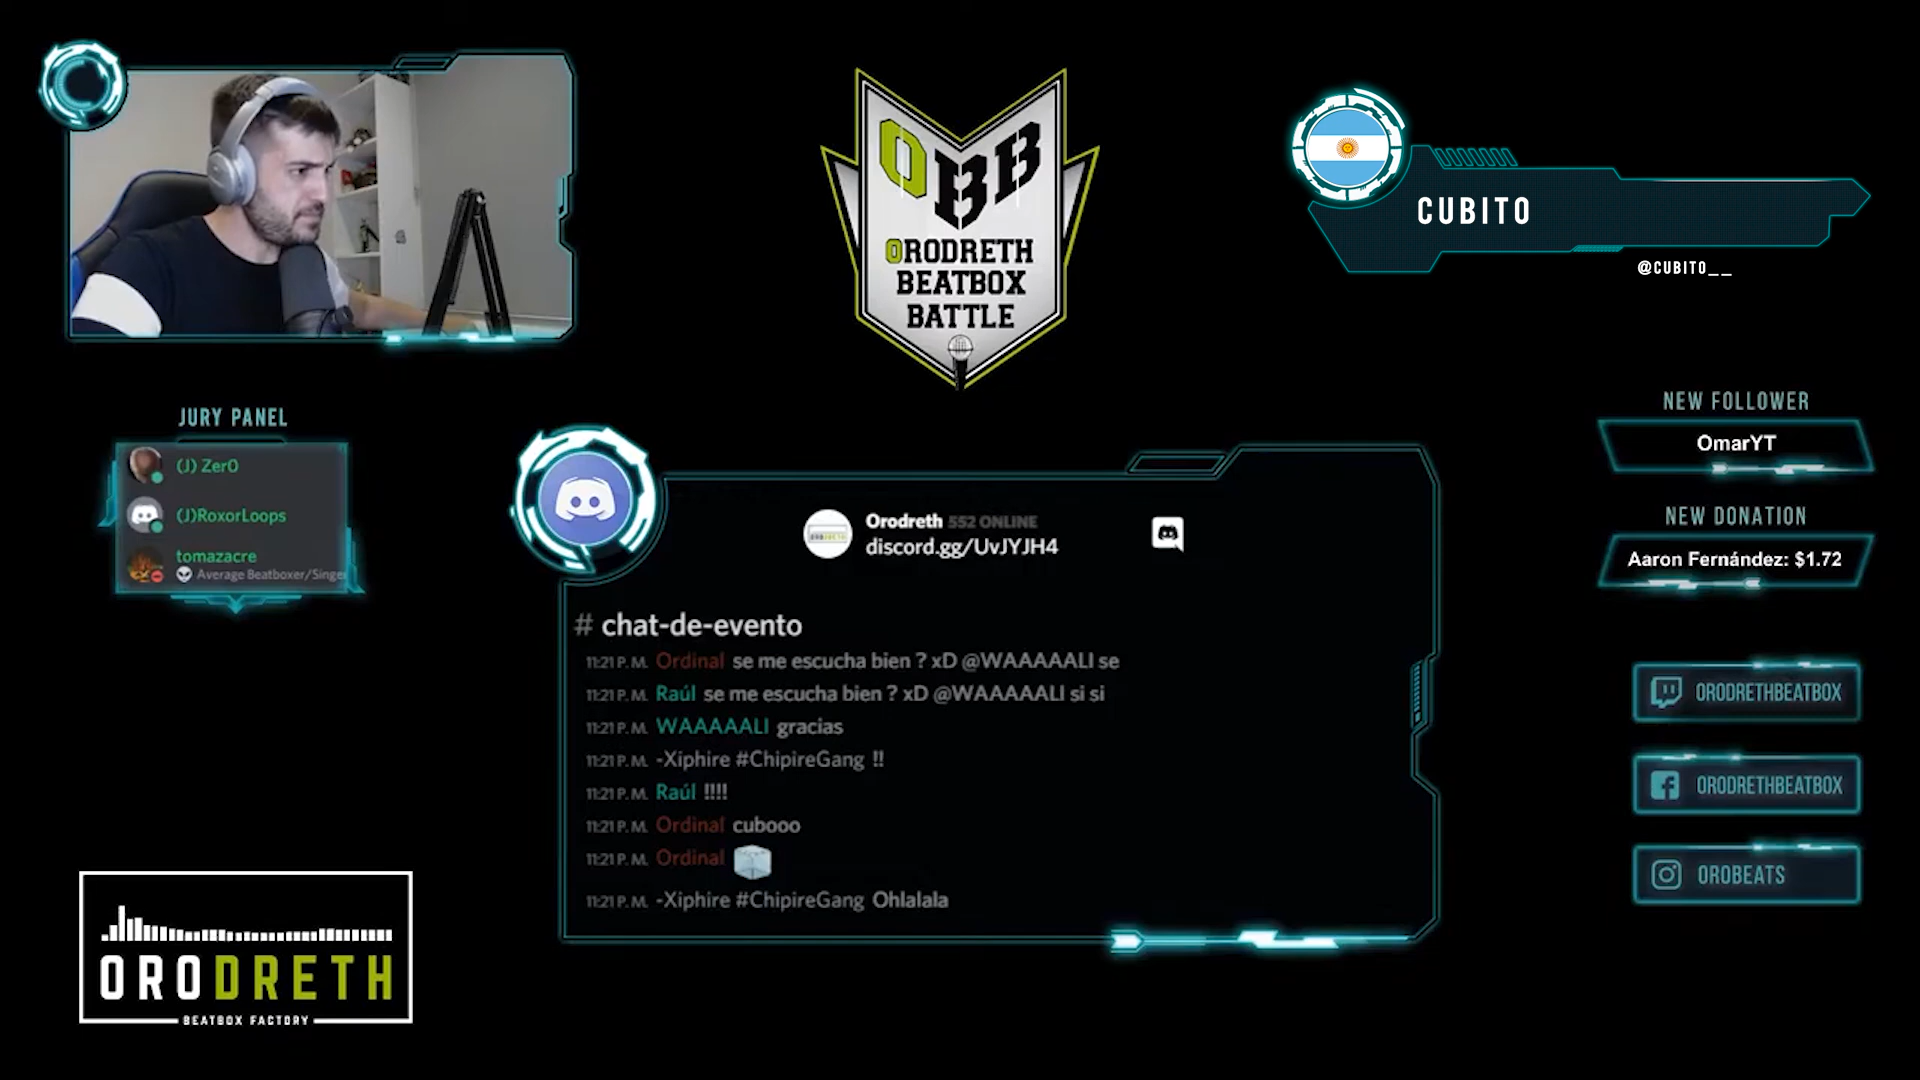 OBB
ORODRETH
BEATBOX
BATTLE
CUBITO
@CUBITO__
JURY PANEL
(J) Zer0
(J)RoxorLoops
tomazacre
Average Beatboxer/Singer
Orodreth 552 ONLINE
discord.gg/UvJYJH4
# chat-de-evento
11:21 P. M. Ordinal se me escucha bien ? xD @WAAAAALI se
11:21 P. M. Raúl se me escucha bien ? xD @WAAAAALI si si
11:21 P. M. WAAAAALI gracias
11:21 P. M. -Xiphire #ChipireGang !!
11:21 P. M. Raúl !!!!
11:21 P. M. Ordinal cubooo
11:21 P. M. Ordinal
11:21 P. M. -Xiphire #ChipireGang Ohlalala
NEW FOLLOWER
OmarYT
NEW DONATION
Aaron Fernández: $1.72
ORODRETHBEATBOX
ORODRETHBEATBOX
OROBEATS
ORODRETH
BEATBOX FACTORY